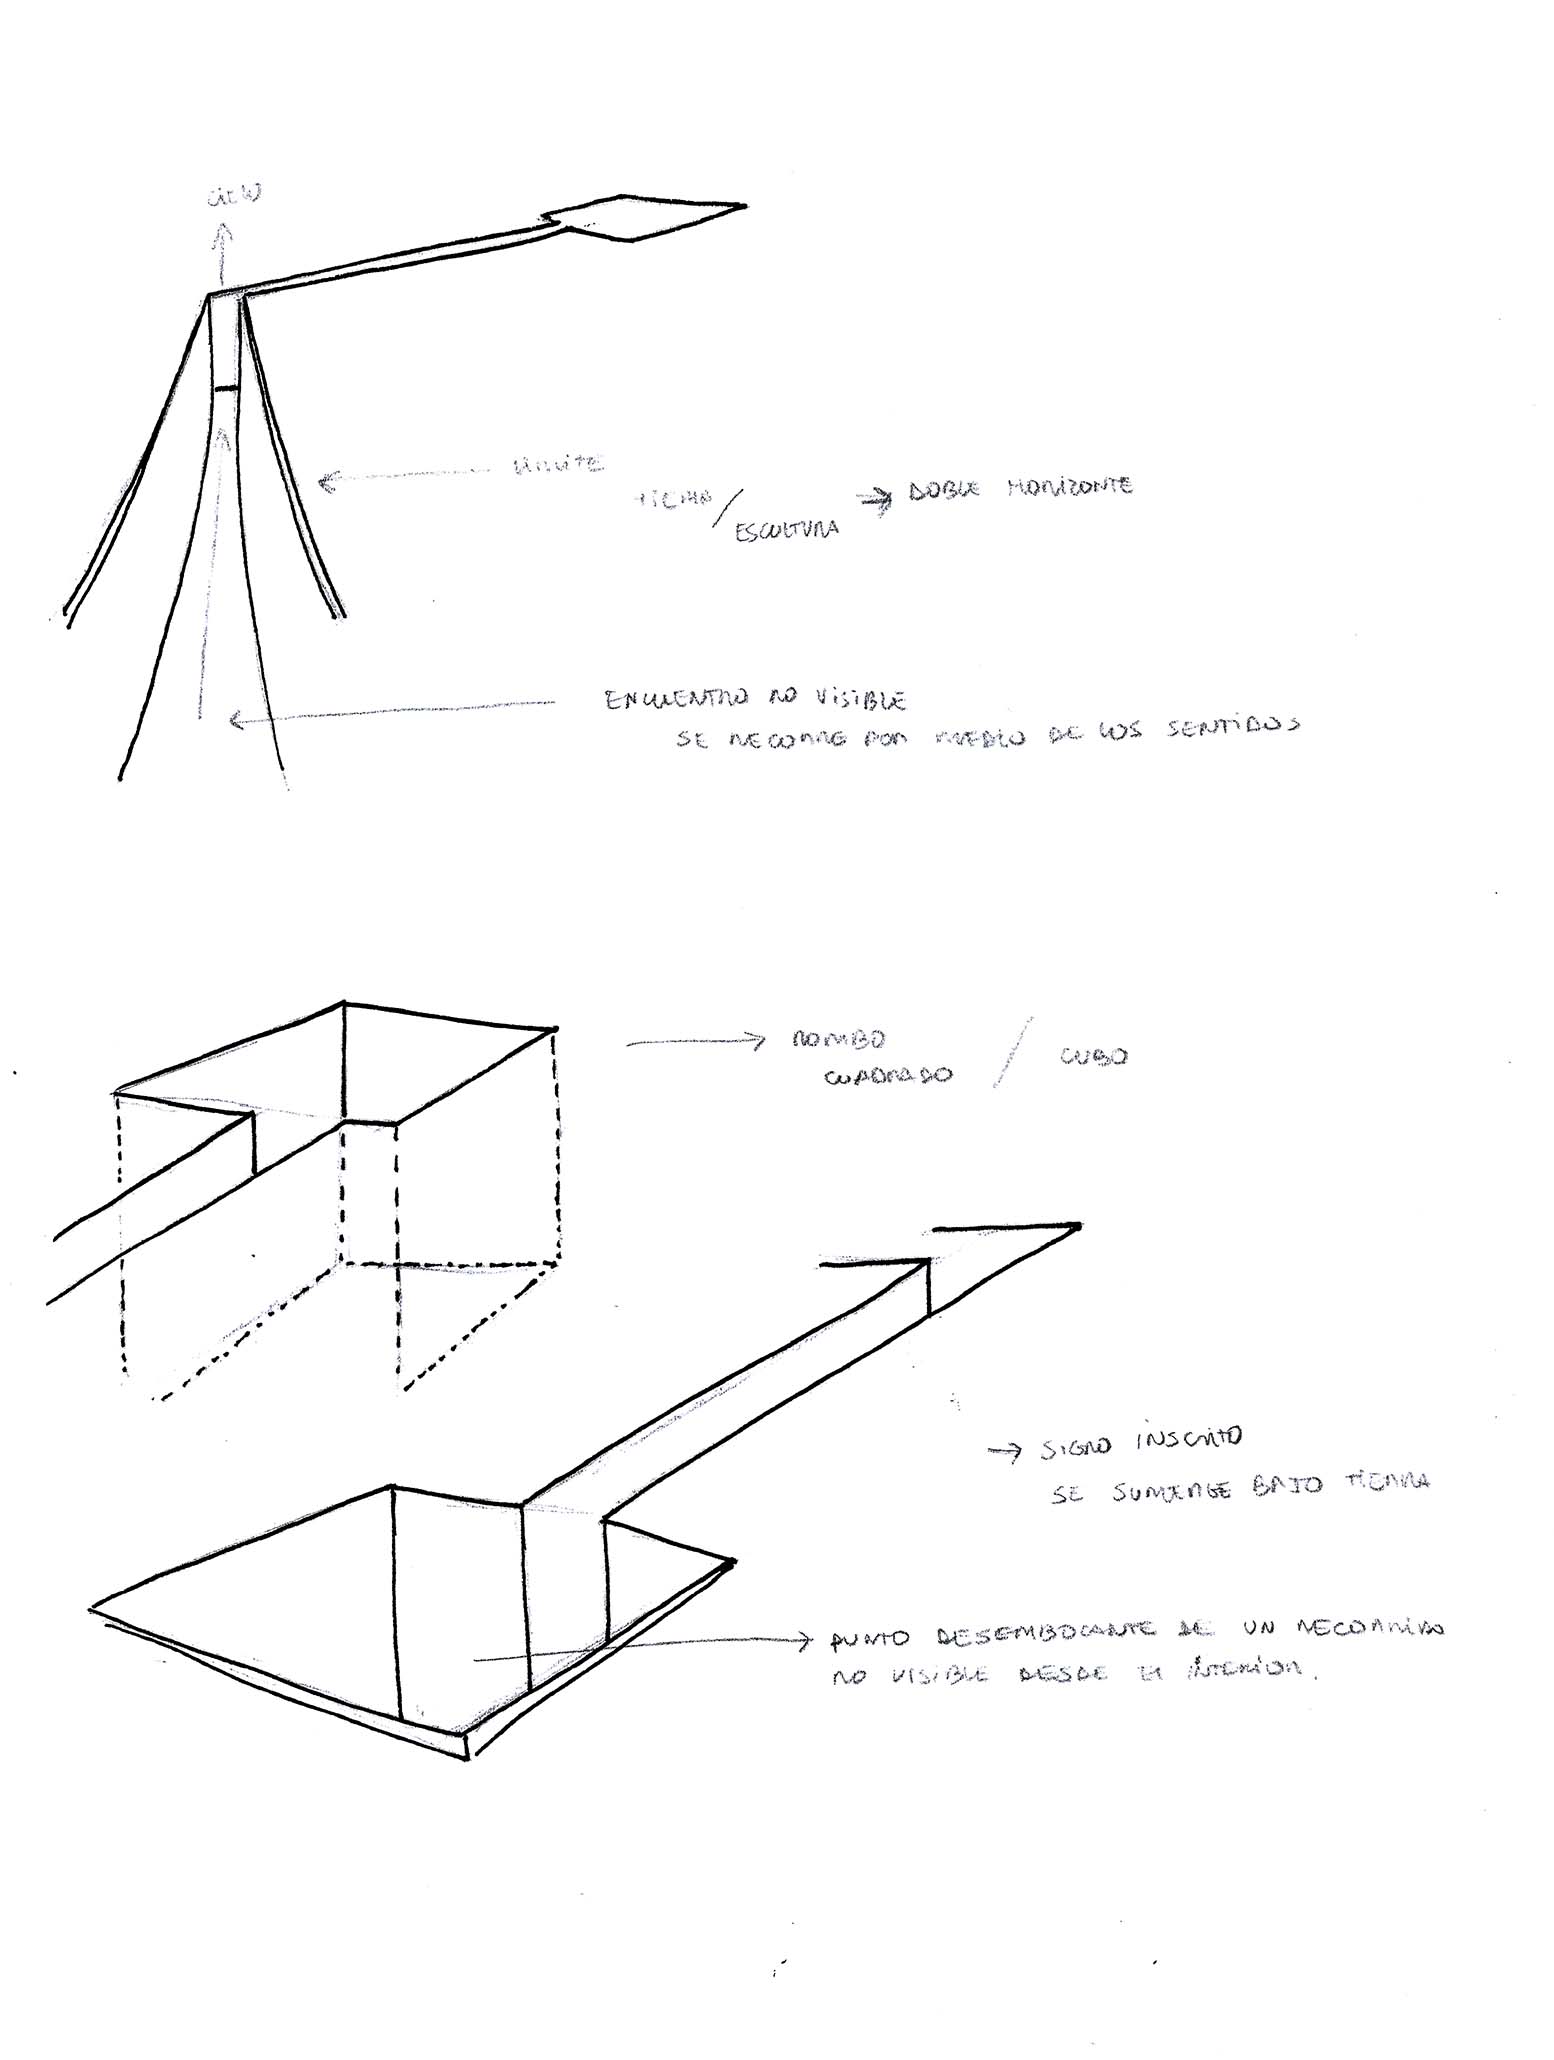 CIELO
LIMITE
TIERRA/
ESCULTURA → DOBLE HORIZONTE
ENCUENTRO NO VISIBLE
SE RECORRE POR MEDIO DE LOS SENTIDOS
ROMBO
CUADRADO / CUBO
→ SIGNO INSCRITO
SE SUMERGE BAJO TIERRA
PUNTO DESEMBOCANTE DE UN RECORRIDO
NO VISIBLE DESDE EL INTERIOR.